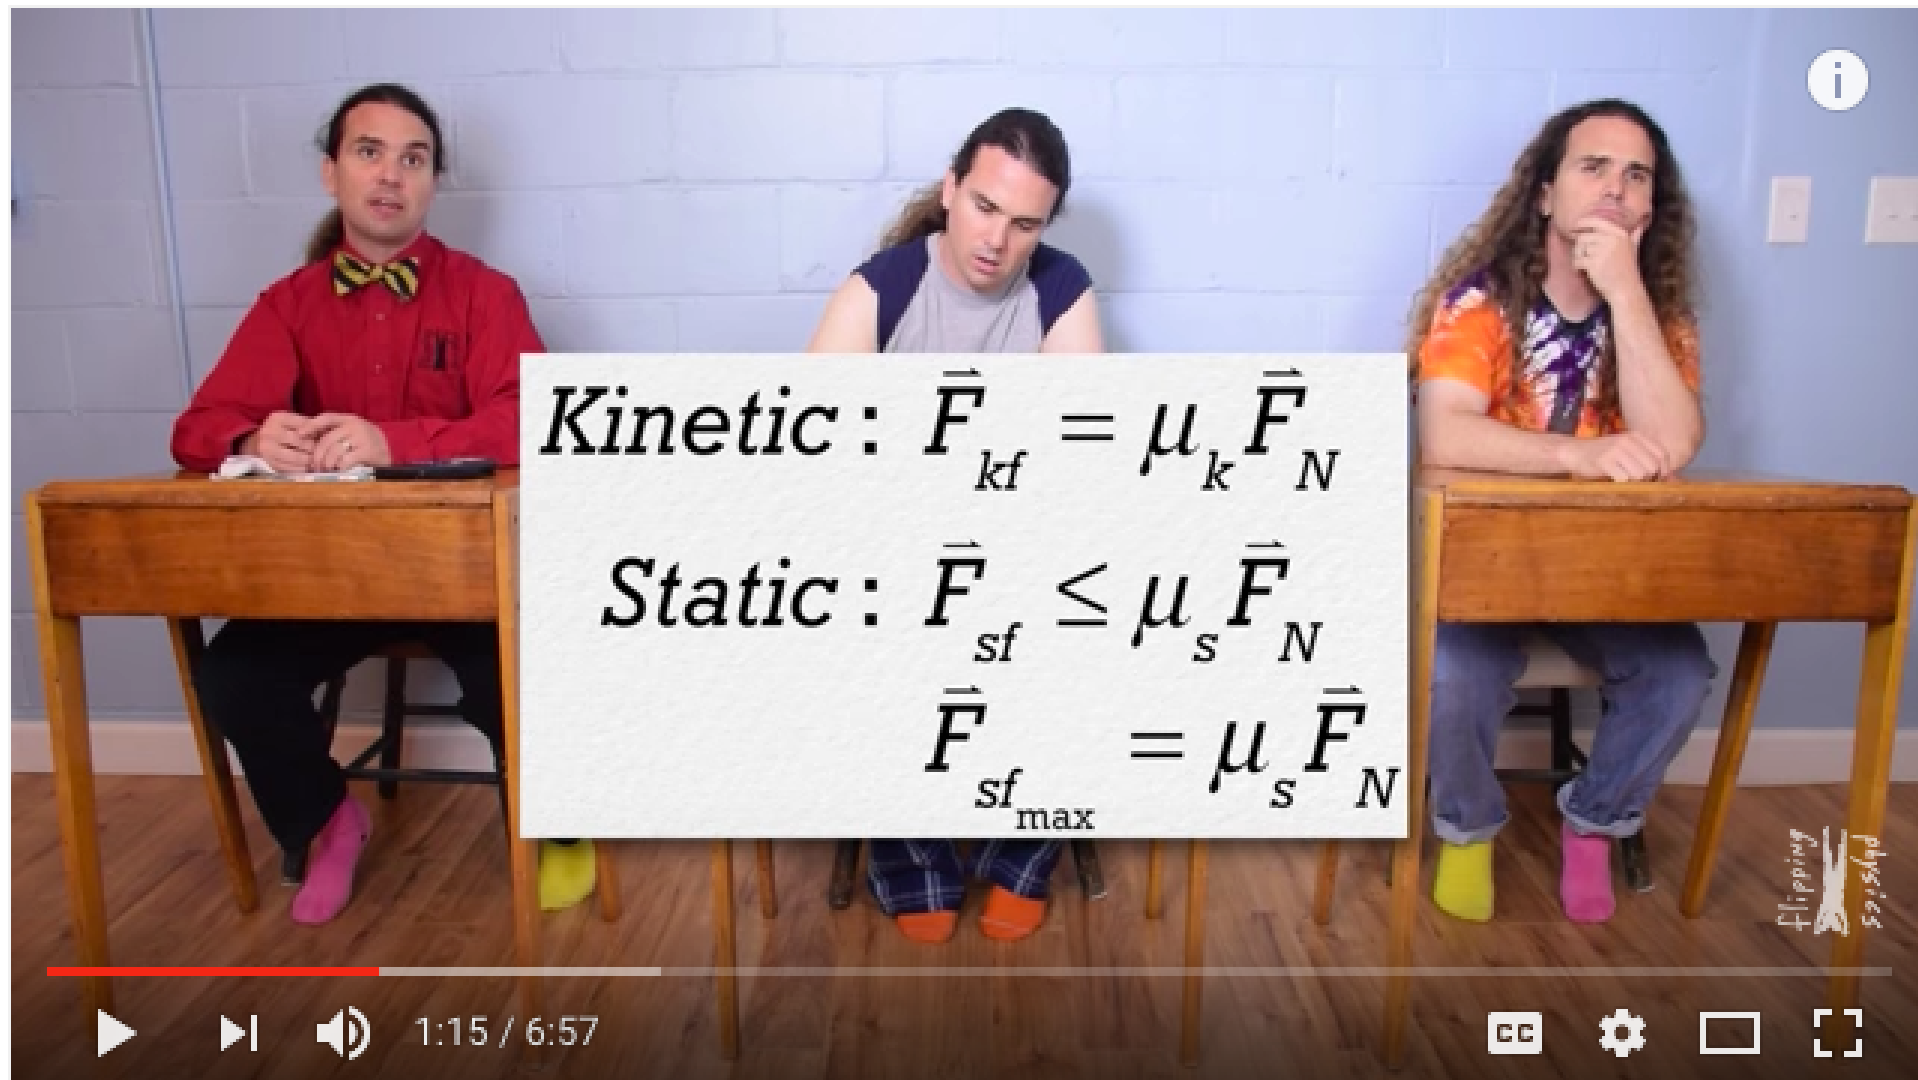 i
Kinetic: F⃗kf = μkF⃗N
Static: F⃗sf ≤ μsF⃗N
F⃗sfmax = μsF⃗N
flipping
physics
1:15 / 6:57
CC